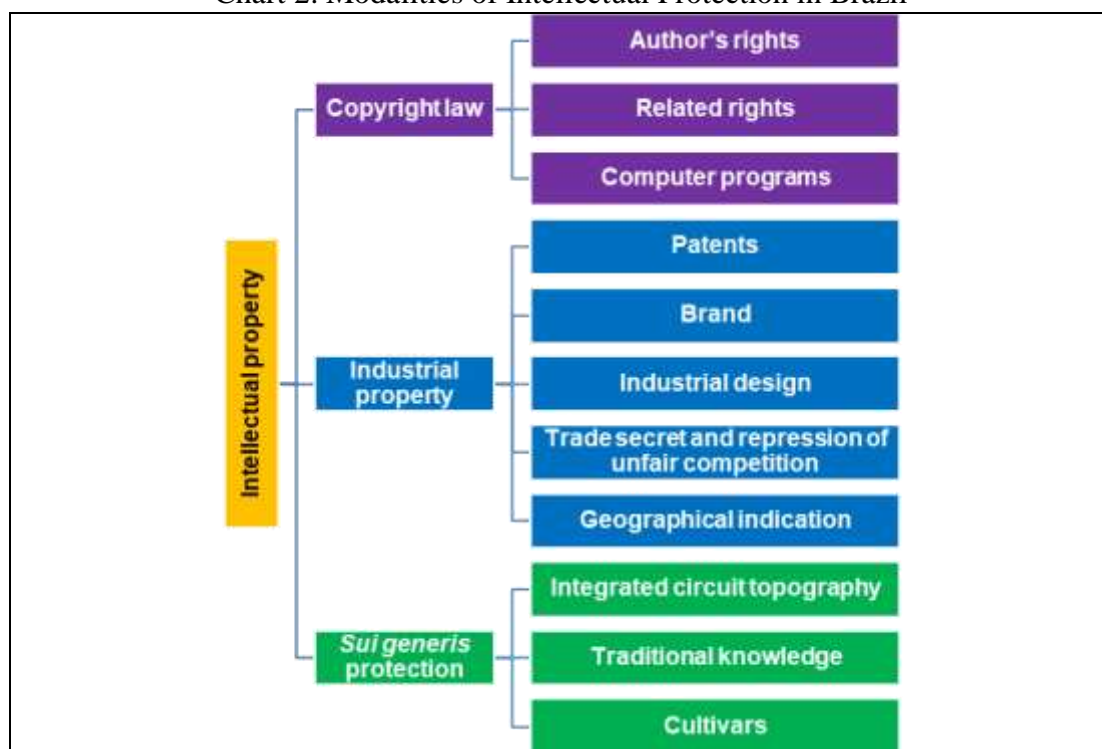 Chart 2: Modalities of Intellectual Protection in Brazil
Intellectual property
Copyright law
Author's rights
Related rights
Computer programs
Industrial
property
Patents
Brand
Industrial design
Trade secret and repression of
unfair competition
Geographical indication
Sui generis
protection
Integrated circuit topography
Traditional knowledge
Cultivars